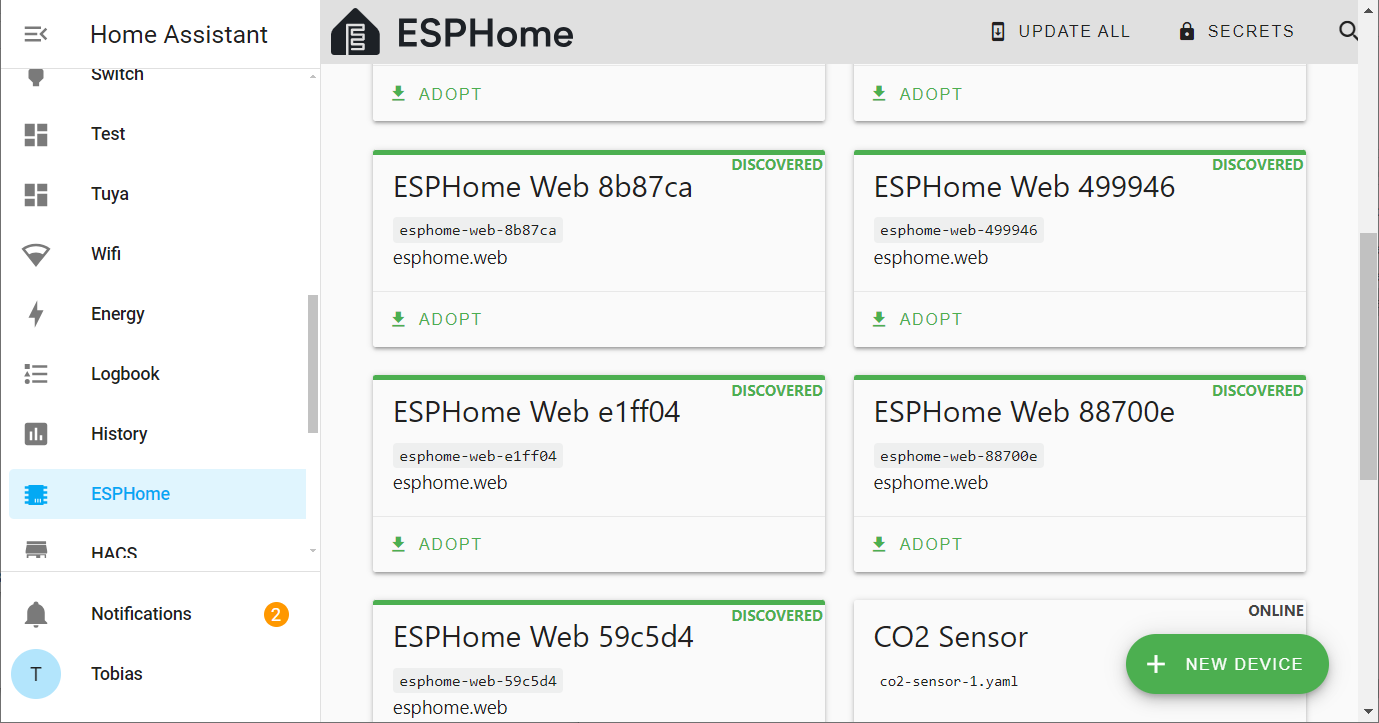 Home Assistant
Switch
Test
Tuya
Wifi
Energy
Logbook
History
ESPHome
HACS
Notifications
2
T
Tobias
ESPHome
UPDATE ALL
SECRETS
ADOPT
ADOPT
DISCOVERED
ESPHome Web 8b87ca
esphome-web-8b87ca
esphome.web
ADOPT
DISCOVERED
ESPHome Web 499946
esphome-web-499946
esphome.web
ADOPT
DISCOVERED
ESPHome Web e1ff04
esphome-web-e1ff04
esphome.web
ADOPT
DISCOVERED
ESPHome Web 88700e
esphome-web-88700e
esphome.web
ADOPT
DISCOVERED
ESPHome Web 59c5d4
esphome-web-59c5d4
esphome.web
ONLINE
CO2 Sensor
co2-sensor-1.yaml
NEW DEVICE